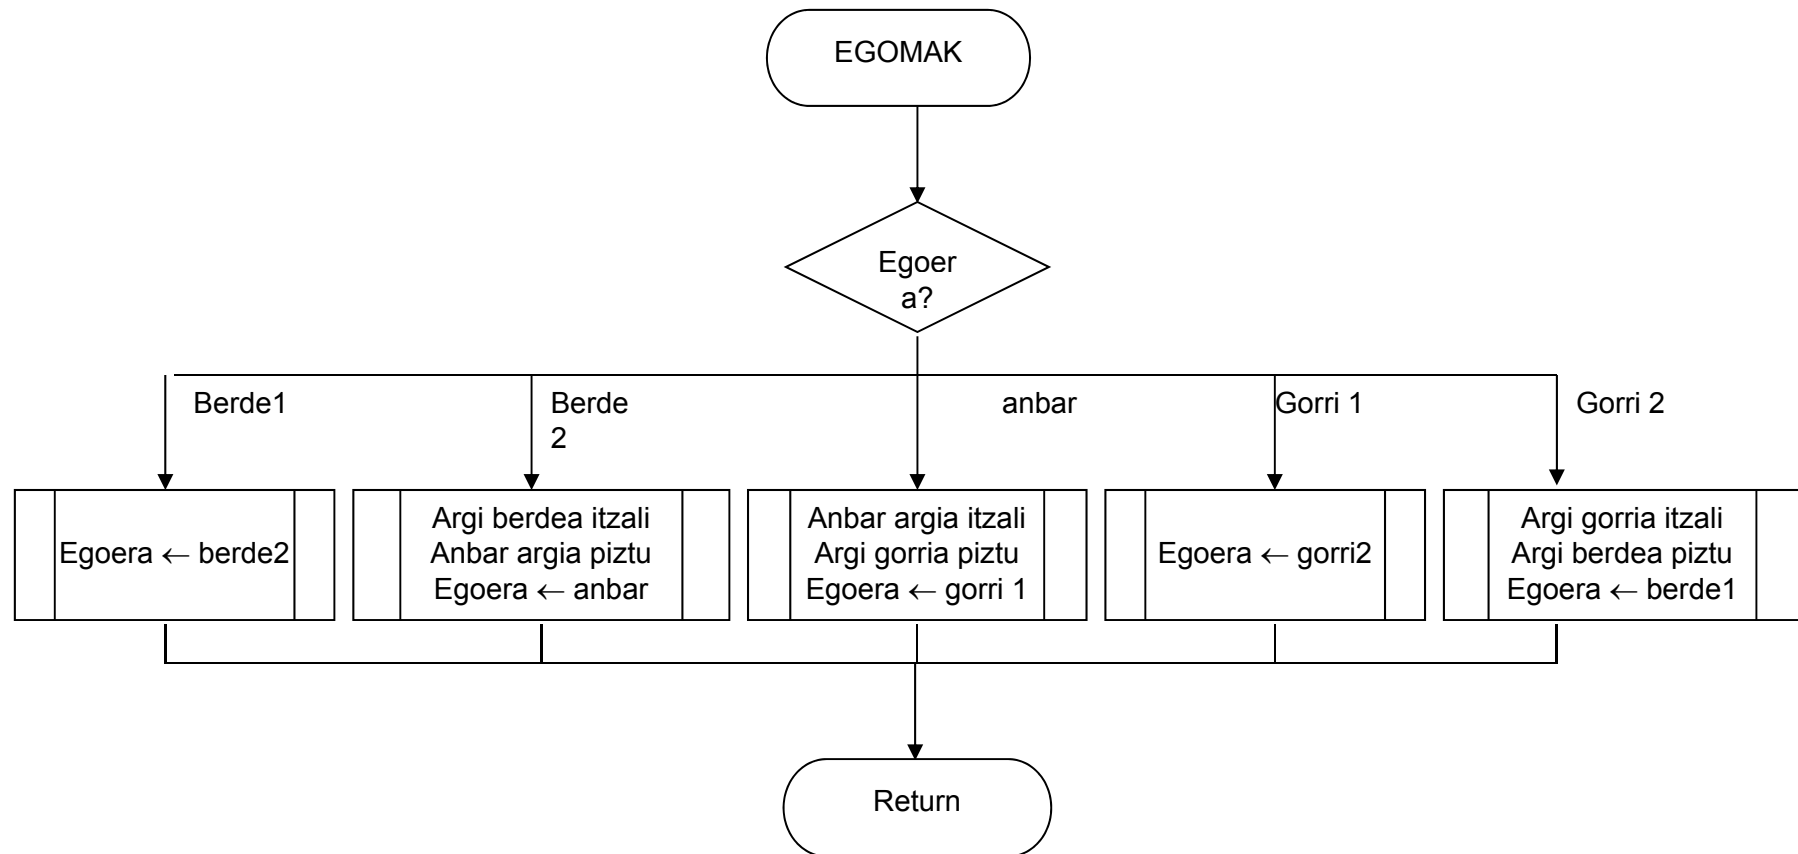 EGOMAK
Egoer
a?
Berde1
Berde
2
anbar
Gorri 1
Gorri 2
Egoera ← berde2
Argi berdea itzali
Anbar argia piztu
Egoera ← anbar
Anbar argia itzali
Argi gorria piztu
Egoera ← gorri 1
Egoera ← gorri2
Argi gorria itzali
Argi berdea piztu
Egoera ← berde1
Return